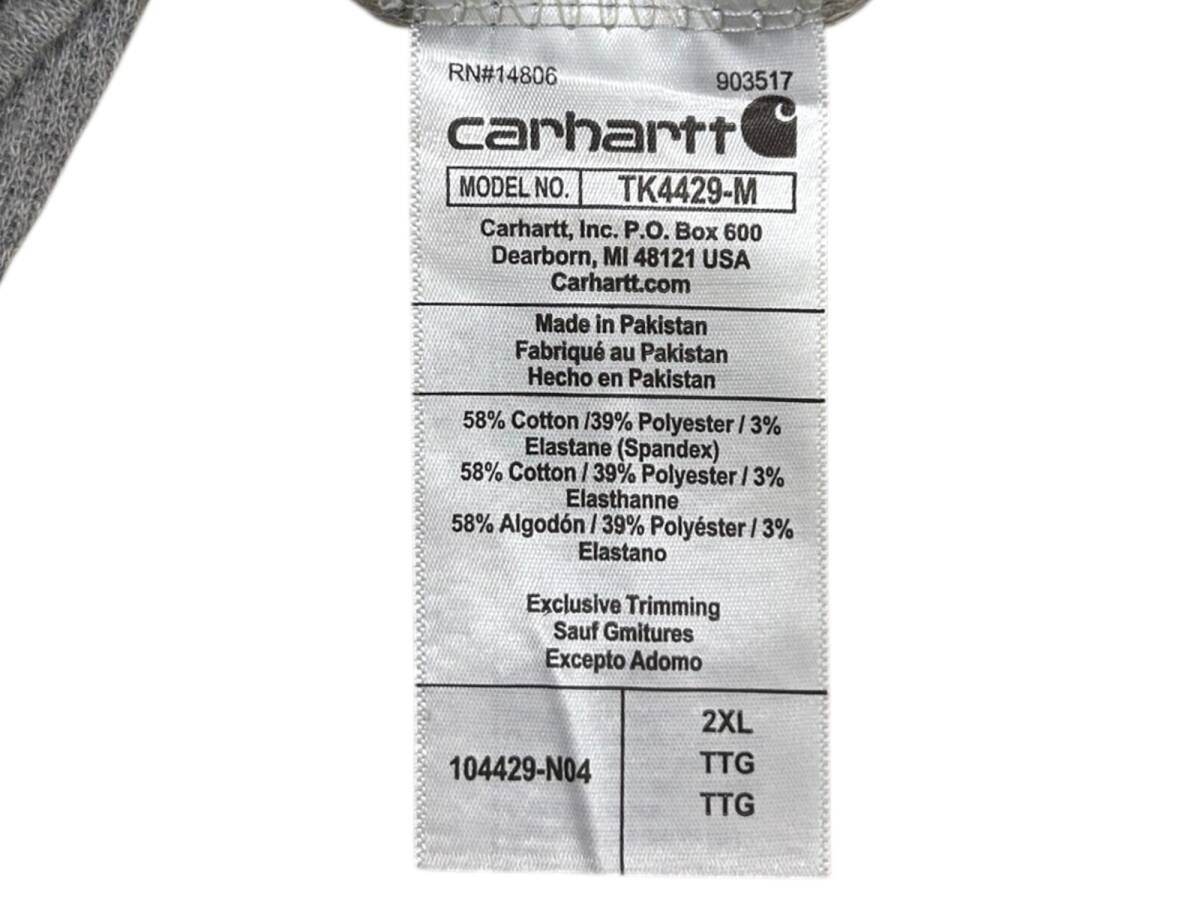 RN#14806 903517
carhartt
MODEL NO. TK4429-M
Carhartt, Inc. P.O. Box 600
Dearborn, MI 48121 USA
Carhartt.com
Made in Pakistan
Fabriqué au Pakistan
Hecho en Pakistan
58% Cotton /39% Polyester / 3%
Elastane (Spandex)
58% Cotton / 39% Polyester / 3%
Elasthanne
58% Algodón / 39% Polyéster / 3%
Elastano
Exclusive Trimming
Sauf Gmitures
Excepto Adomo
104429-N04
2XL
TTG
TTG